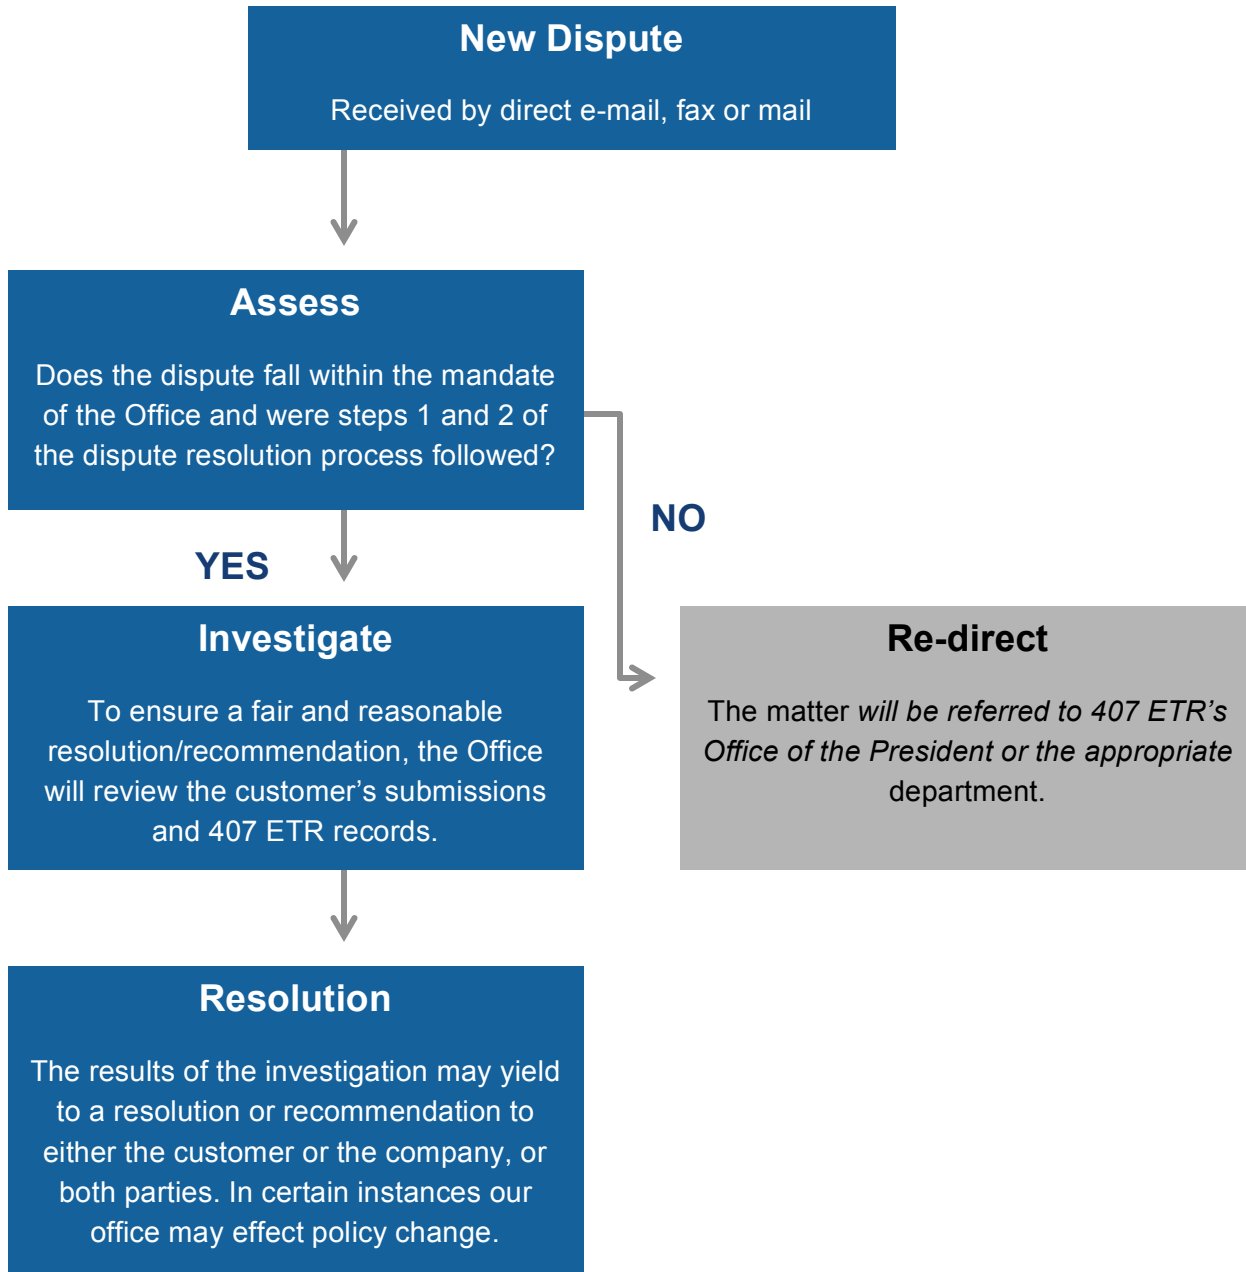 New Dispute
Received by direct e-mail, fax or mail
Assess
Does the dispute fall within the mandate
of the Office and were steps 1 and 2 of
the dispute resolution process followed?
NO
YES
Investigate
To ensure a fair and reasonable
resolution/recommendation, the Office
will review the customer’s submissions
and 407 ETR records.
Re-direct
The matter will be referred to 407 ETR’s
Office of the President or the appropriate
department.
Resolution
The results of the investigation may yield
to a resolution or recommendation to
either the customer or the company, or
both parties. In certain instances our
office may effect policy change.